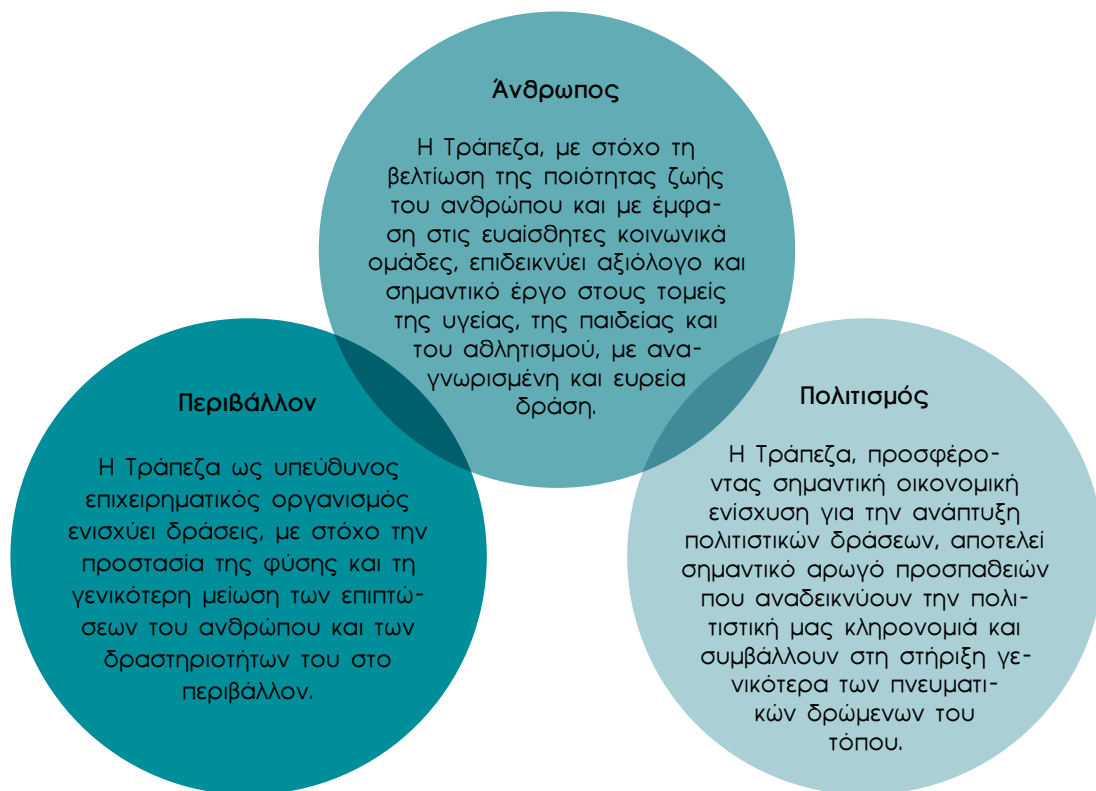 Άνθρωπος
Η Τράπεζα, με στόχο τη
βελτίωση της ποιότητας ζωής
του ανθρώπου και με έμφα-
ση στις ευαίσθητες κοινωνικά
ομάδες, επιδεικνύει αξιόλογο και
σημαντικό έργο στους τομείς
της υγείας, της παιδείας και
του αθλητισμού, με ανα-
γνωρισμένη και ευρεία
δράση.
Περιβάλλον
Η Τράπεζα ως υπεύθυνος
επιχειρηματικός οργανισμός
ενισχύει δράσεις, με στόχο την
προστασία της φύσης και τη
γενικότερη μείωση των επιπτώ-
σεων του ανθρώπου και των
δραστηριοτήτων του στο
περιβάλλον.
Πολιτισμός
Η Τράπεζα, προσφέρο-
ντας σημαντική οικονομική
ενίσχυση για την ανάπτυξη
πολιτιστικών δράσεων, αποτελεί
σημαντικό αρωγό προσπαθειών
που αναδεικνύουν την πολι-
τιστική μας κληρονομιά και
συμβάλλουν στη στήριξη γε-
νικότερα των πνευματι-
κών δρώμενων του
τόπου.